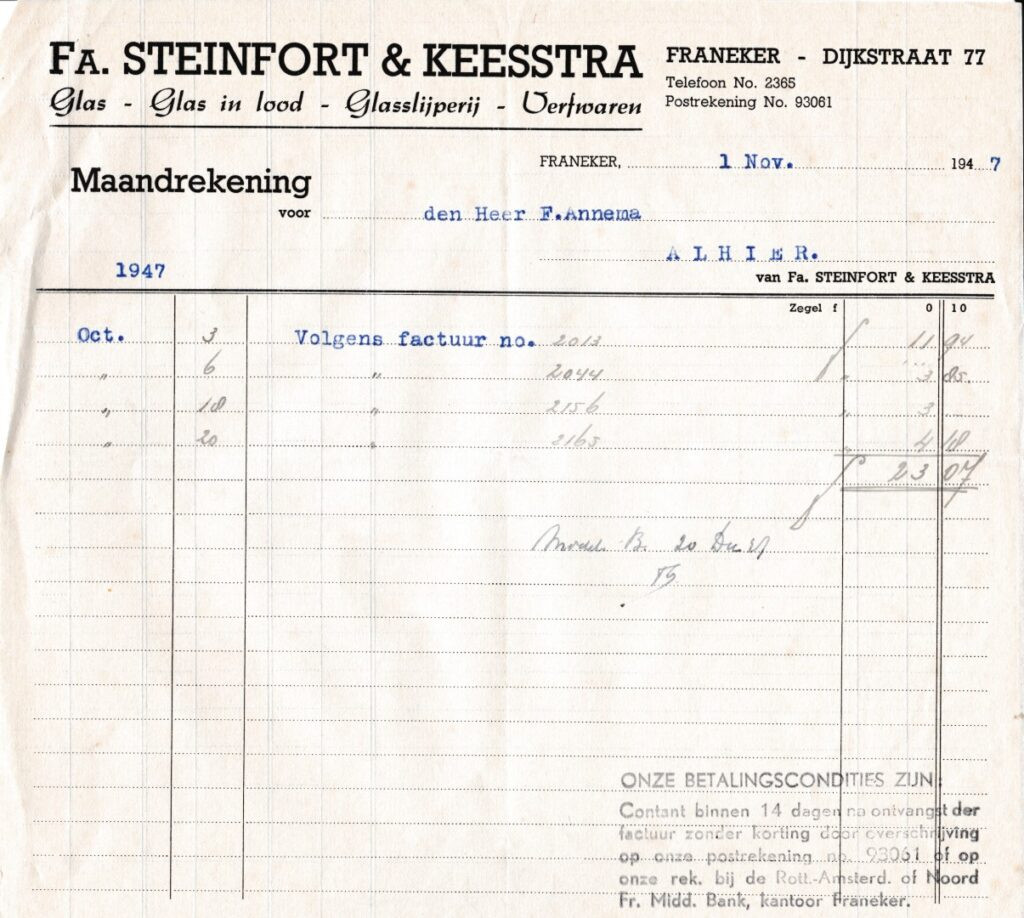 FA. STEINFORT & KEESSTRA
Glas - Glas in lood - Glasslijperij - Verfwaren
FRANEKER - DIJKSTRAAT 77
Telefoon No. 2365
Postrekening No. 93061
FRANEKER, 1 Nov. 1947
Maandrekening
voor den Heer F.Annema
ALHIER.
1947
van Fa. STEINFORT & KEESSTRA
Zegel f 0 10
Oct. 3 Volgens factuur no. 2013 f 11 94
„ 6 „ 2044 „ 3 85
„ 18 „ 2156 „ 3
„ 20 „ 2165 „ 4 18
f 23 07
B. 20
ONZE BETALINGSCONDITIES ZIJN:
Contant binnen 14 dagen na ontvangst der
factuur zonder korting door overschrijving
op onze postrekening no. 93061 of op
onze rek. bij de Rott.-Amsterd. of Noord
Fr. Midd. Bank, kantoor Franeker.